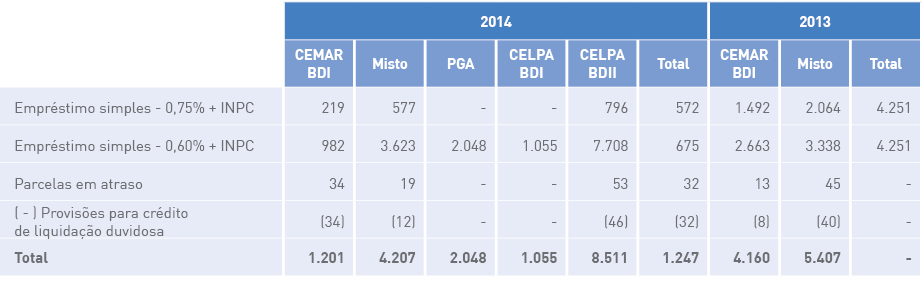 2014 2013
CEMAR BDI Misto PGA CELPA BDI CELPA BDII Total CEMAR BDI Misto Total
Empréstimo simples - 0,75% + INPC 219 577 - - 796 572 1.492 2.064 4.251
Empréstimo simples - 0,60% + INPC 982 3.623 2.048 1.055 7.708 675 2.663 3.338 4.251
Parcelas em atraso 34 19 - - 53 32 13 45 -
( - ) Provisões para crédito
de liquidação duvidosa (34) (12) - - (46) (32) (8) (40) -
Total 1.201 4.207 2.048 1.055 8.511 1.247 4.160 5.407 -